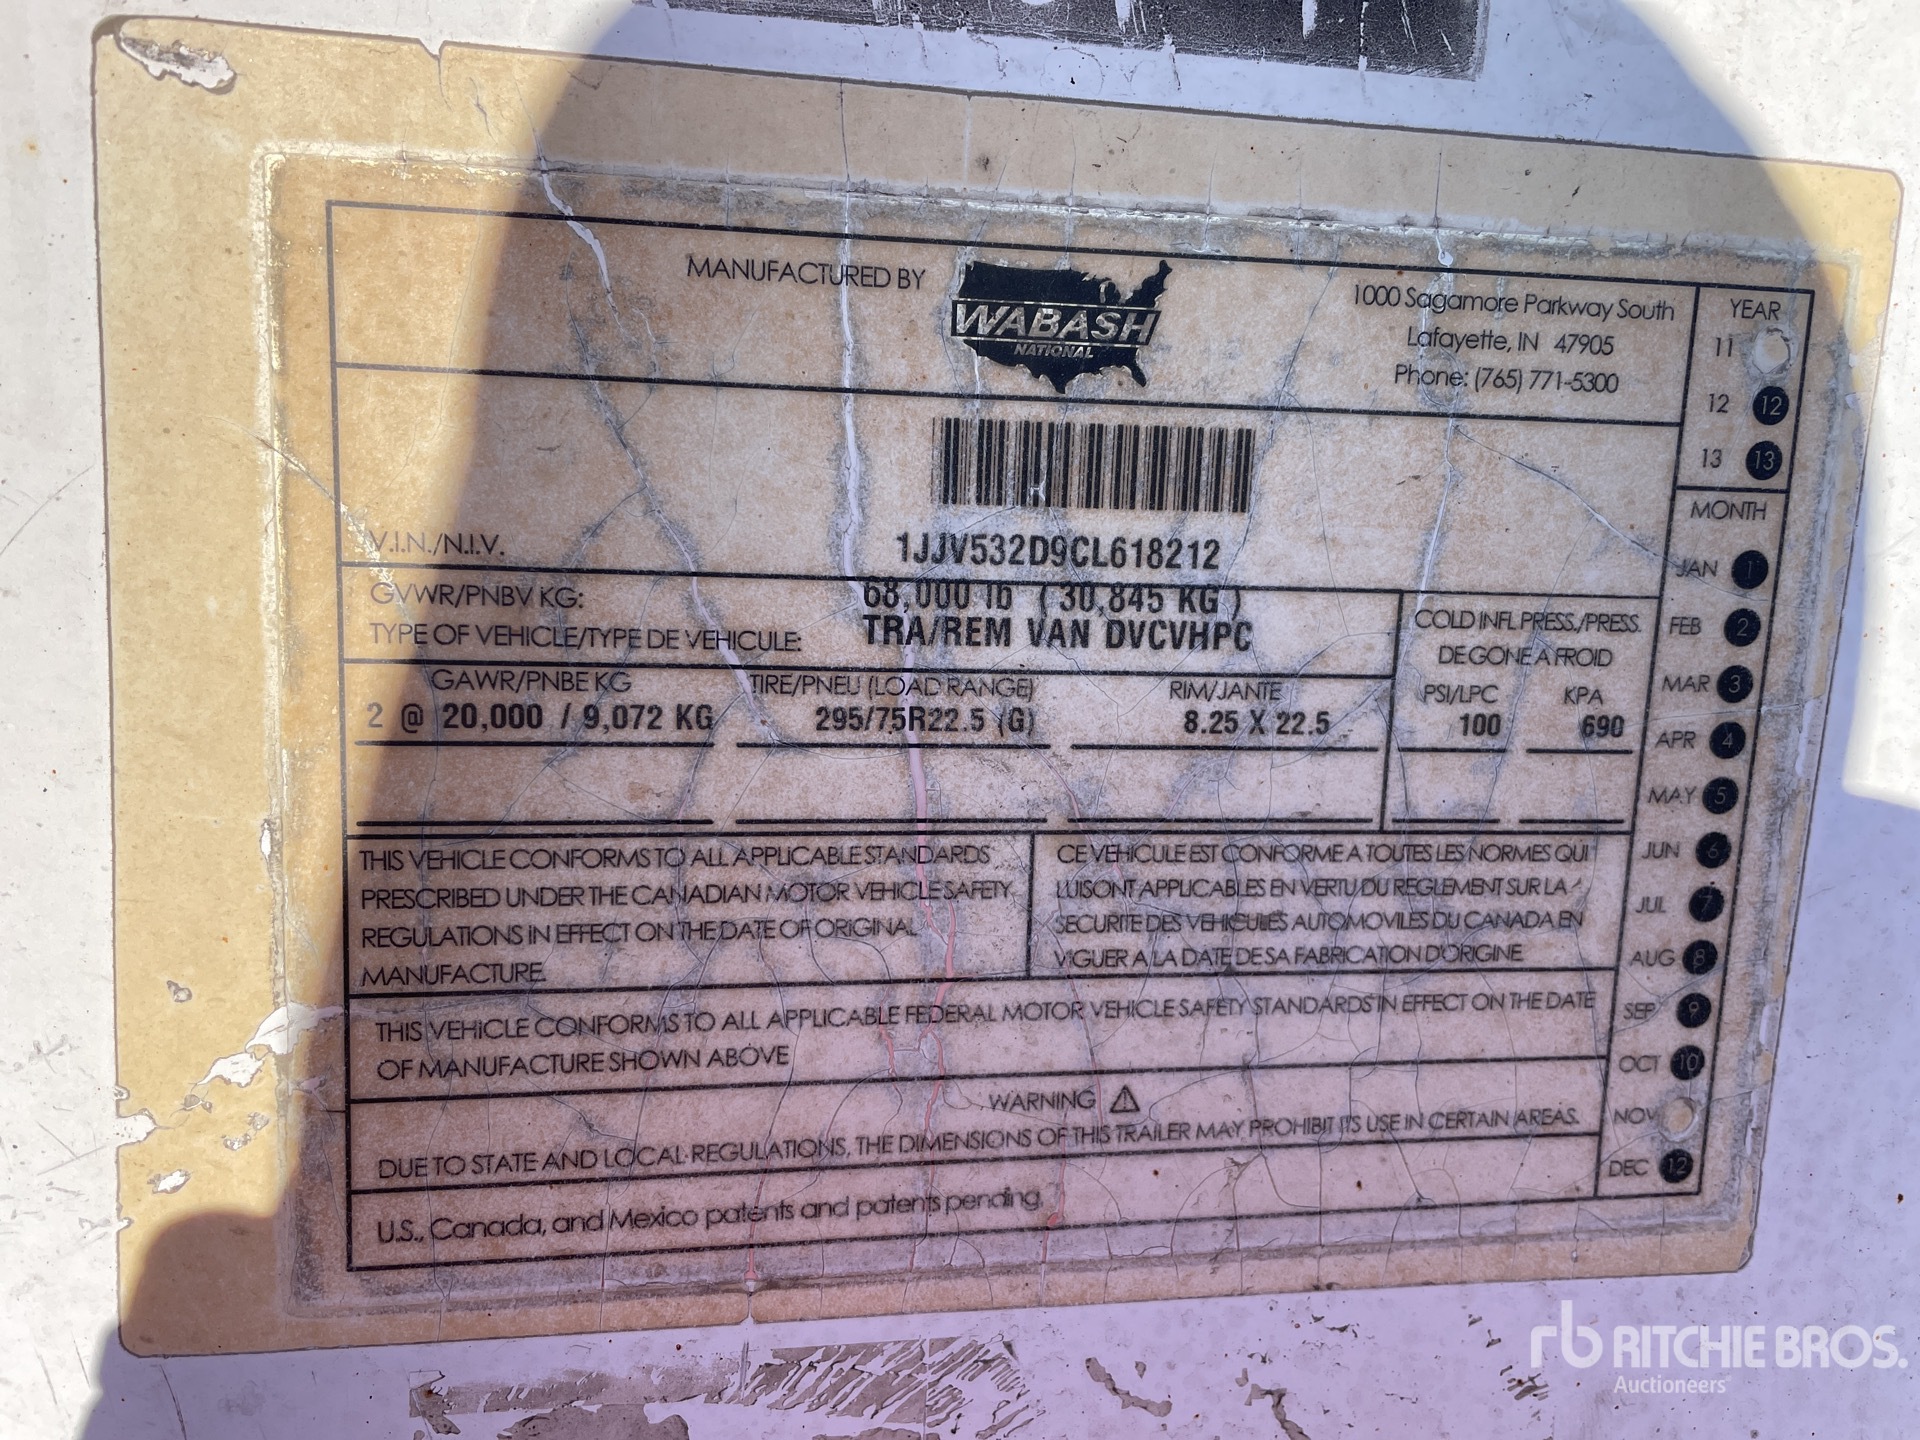 MANUFACTURED BY
WABASH
NATIONAL
1000 Sagamore Parkway South
Lafayette, IN 47905
Phone: (765) 771-5300
YEAR
11
12 12
13 13
V.I.N./N.I.V. 1JJV532D9CL618212
GVWR/PNBV KG: 68,000 lb ( 30,845 KG )
TYPE OF VEHICLE/TYPE DE VEHICULE: TRA/REM VAN DVCVHPC
COLD INFL PRESS./PRESS.
DE GONE A FROID
GAWR/PNBE KG TIRE/PNEU (LOAD RANGE) RIM/JANTE PSI/LPC KPA
2 @ 20,000 / 9,072 KG 295/75R22.5 (G) 8.25 X 22.5 100 690
MONTH
JAN 1
FEB 2
MAR 3
APR 4
MAY 5
JUN 6
JUL 7
AUG 8
SEP 9
OCT 10
NOV
DEC 12
THIS VEHICLE CONFORMS TO ALL APPLICABLE STANDARDS
PRESCRIBED UNDER THE CANADIAN MOTOR VEHICLE SAFETY
REGULATIONS IN EFFECT ON THE DATE OF ORIGINAL
MANUFACTURE.
CE VEHICULE EST CONFORME A TOUTES LES NORMES QUI
LUI SONT APPLICABLES EN VERTU DU REGLEMENT SUR LA
SECURITE DES VEHICULES AUTOMOVILES DU CANADA EN
VIGUER A LA DATE DE SA FABRICATION D'ORIGINE
THIS VEHICLE CONFORMS TO ALL APPLICABLE FEDERAL MOTOR VEHICLE SAFETY STANDARDS IN EFFECT ON THE DATE
OF MANUFACTURE SHOWN ABOVE
WARNING
DUE TO STATE AND LOCAL REGULATIONS, THE DIMENSIONS OF THIS TRAILER MAY PROHIBIT ITS USE IN CERTAIN AREAS.
U.S., Canada, and Mexico patents and patents pending.
rb RITCHIE BROS.
Auctioneers